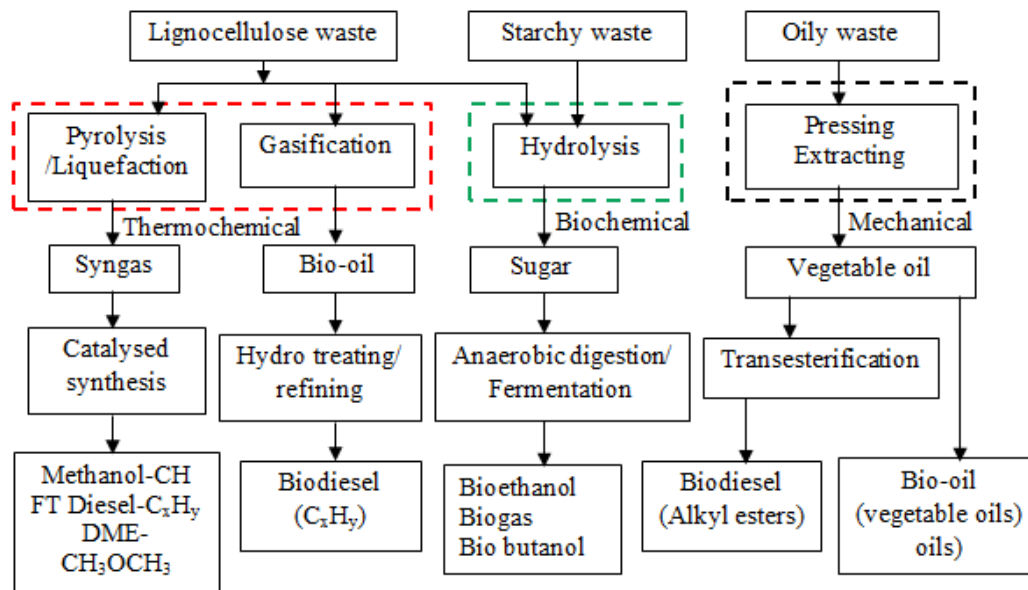 Lignocellulose waste
Starchy waste
Oily waste
Pyrolysis
/Liquefaction
Gasification
Hydrolysis
Pressing
Extracting
Thermochemical
Biochemical
Mechanical
Syngas
Bio-oil
Sugar
Vegetable oil
Catalysed
synthesis
Hydro treating/
refining
Anaerobic digestion/
Fermentation
Transesterification
Methanol-CH
FT Diesel-CxHy
DME-
CH3OCH3
Biodiesel
(CxHy)
Bioethanol
Biogas
Bio butanol
Biodiesel
(Alkyl esters)
Bio-oil
(vegetable oils)
oils)